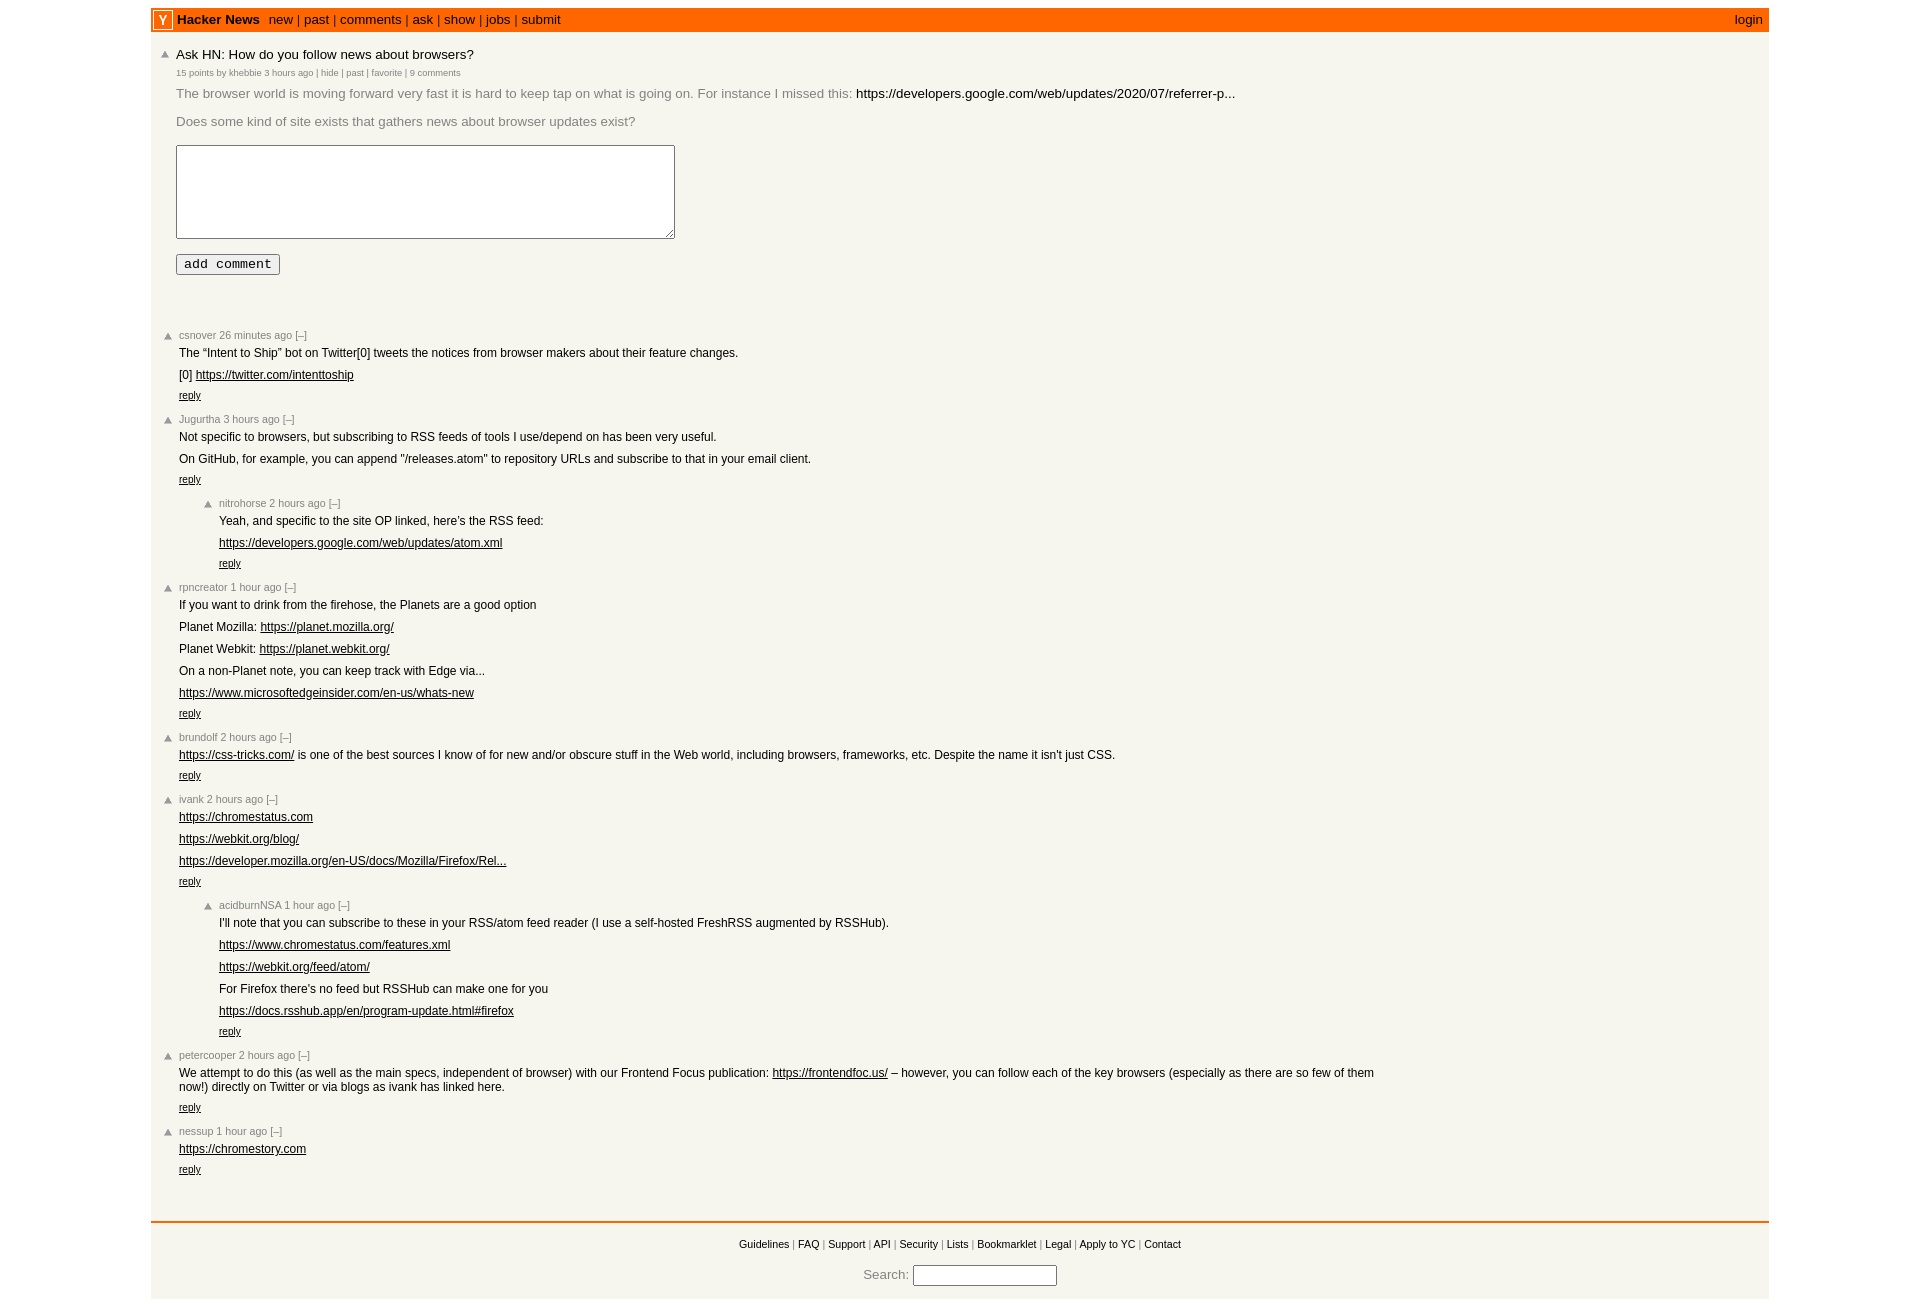 Y Hacker News new | past | comments | ask | show | jobs | submit login
Ask HN: How do you follow news about browsers?
15 points by khebbie 3 hours ago | hide | past | favorite | 9 comments
The browser world is moving forward very fast it is hard to keep tap on what is going on. For instance I missed this: https://developers.google.com/web/updates/2020/07/referrer-p...
Does some kind of site exists that gathers news about browser updates exist?
add comment
csnover 26 minutes ago [–]
The “Intent to Ship” bot on Twitter[0] tweets the notices from browser makers about their feature changes.
[0] https://twitter.com/intenttoship
reply
Jugurtha 3 hours ago [–]
Not specific to browsers, but subscribing to RSS feeds of tools I use/depend on has been very useful.
On GitHub, for example, you can append "/releases.atom" to repository URLs and subscribe to that in your email client.
reply
nitrohorse 2 hours ago [–]
Yeah, and specific to the site OP linked, here’s the RSS feed:
https://developers.google.com/web/updates/atom.xml
reply
rpncreator 1 hour ago [–]
If you want to drink from the firehose, the Planets are a good option
Planet Mozilla: https://planet.mozilla.org/
Planet Webkit: https://planet.webkit.org/
On a non-Planet note, you can keep track with Edge via...
https://www.microsoftedgeinsider.com/en-us/whats-new
reply
brundolf 2 hours ago [–]
https://css-tricks.com/ is one of the best sources I know of for new and/or obscure stuff in the Web world, including browsers, frameworks, etc. Despite the name it isn't just CSS.
reply
ivank 2 hours ago [–]
https://chromestatus.com
https://webkit.org/blog/
https://developer.mozilla.org/en-US/docs/Mozilla/Firefox/Rel...
reply
acidburnNSA 1 hour ago [–]
I'll note that you can subscribe to these in your RSS/atom feed reader (I use a self-hosted FreshRSS augmented by RSSHub).
https://www.chromestatus.com/features.xml
https://webkit.org/feed/atom/
For Firefox there's no feed but RSSHub can make one for you
https://docs.rsshub.app/en/program-update.html#firefox
reply
petercooper 2 hours ago [–]
We attempt to do this (as well as the main specs, independent of browser) with our Frontend Focus publication: https://frontendfoc.us/ – however, you can follow each of the key browsers (especially as there are so few of them
now!) directly on Twitter or via blogs as ivank has linked here.
reply
nessup 1 hour ago [–]
https://chromestory.com
reply
Guidelines | FAQ | Support | API | Security | Lists | Bookmarklet | Legal | Apply to YC | Contact
Search: